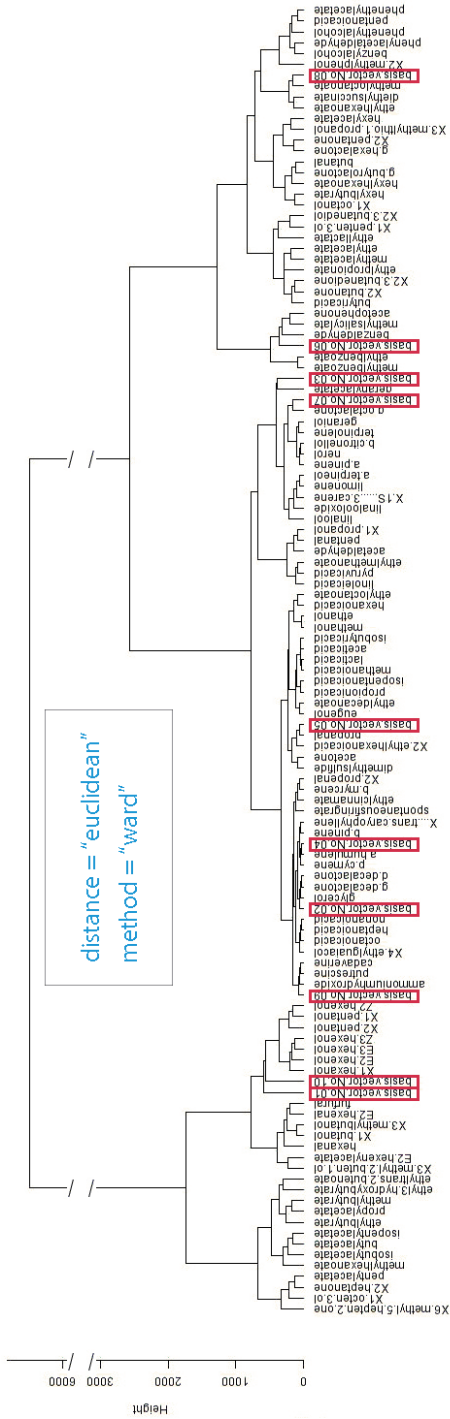 phenethylacetate
pentanoicacid
phenethylalcohol
phenylacetaldehyde
benzylalcohol
X2.methylphenol
basis vector No 08
methyloctanoate
diethylsuccinate
ethylhexanoate
hexylacetate
X3.methylthio.1.propanol
X2.pentanone
g.hexalactone
butanal
g.butyrolactone
hexylhexanoate
hexylbutyrate
X1.octanol
X2.3.butanediol
X1.penten.3.ol
ethyllactate
ethylacetate
methylacetate
ethylpropionate
X2.3.butanedione
X2.butanone
butyricacid
acetophenone
methylsalicylate
benzaldehyde
basis vector No 06
ethylbenzoate
methylbenzoate
basis vector No 03
geranylacetate
basis vector No 07
g.octalactone
geraniol
terpinolene
b.citronellol
nerol
a.pinene
a.terpineol
limonene
X.1S......3.carene
linalooloxide
linalool
X1.propanol
pentanal
acetaldehyde
ethylmethanoate
pyruvicacid
linoleicacid
ethyloctanoate
hexanoicacid
ethanol
methanol
isobutyricacid
aceticacid
lacticacid
methanoicacid
isopentanoicacid
propionicacid
ethyldecanoate
eugenol
basis vector No 05
propanal
X2.ethylhexanoicacid
acetone
dimethylsulfide
X2.propenal
b.myrcene
ethylcinnamate
spontaneousfiringrate
X....trans.caryophyllene
b.pinene
basis vector No 04
a.humulene
p.cymene
d.decalactone
g.decalactone
glycerol
basis vector No 02
nonanoicacid
heptanoicacid
octanoicacid
X4.ethylguaiacol
cadaverine
putrescine
ammoniumhydroxide
basis vector No 09
Z2.hexenol
X1.pentanol
X2.pentanol
Z3.hexenol
E3.hexenol
E2.hexenol
X1.hexanol
basis vector No 10
basis vector No 01
furfural
E2.hexenal
X3.methylbutanol
X1.butanol
hexanal
E2.hexenylacetate
X3.methyl.2.buten.1.ol
ethyltrans.2.butenoate
ethyl3.hydroxybutyrate
methylbutyrate
propylacetate
ethylbutyrate
isopentylacetate
butylacetate
isobutylacetate
methylhexanoate
pentylacetate
X2.heptanone
X1.octen.3.ol
X6.methyl.5.hepten.2.one
distance = “euclidean”
method = “ward”
6000
3000
2000
1000
0
Height